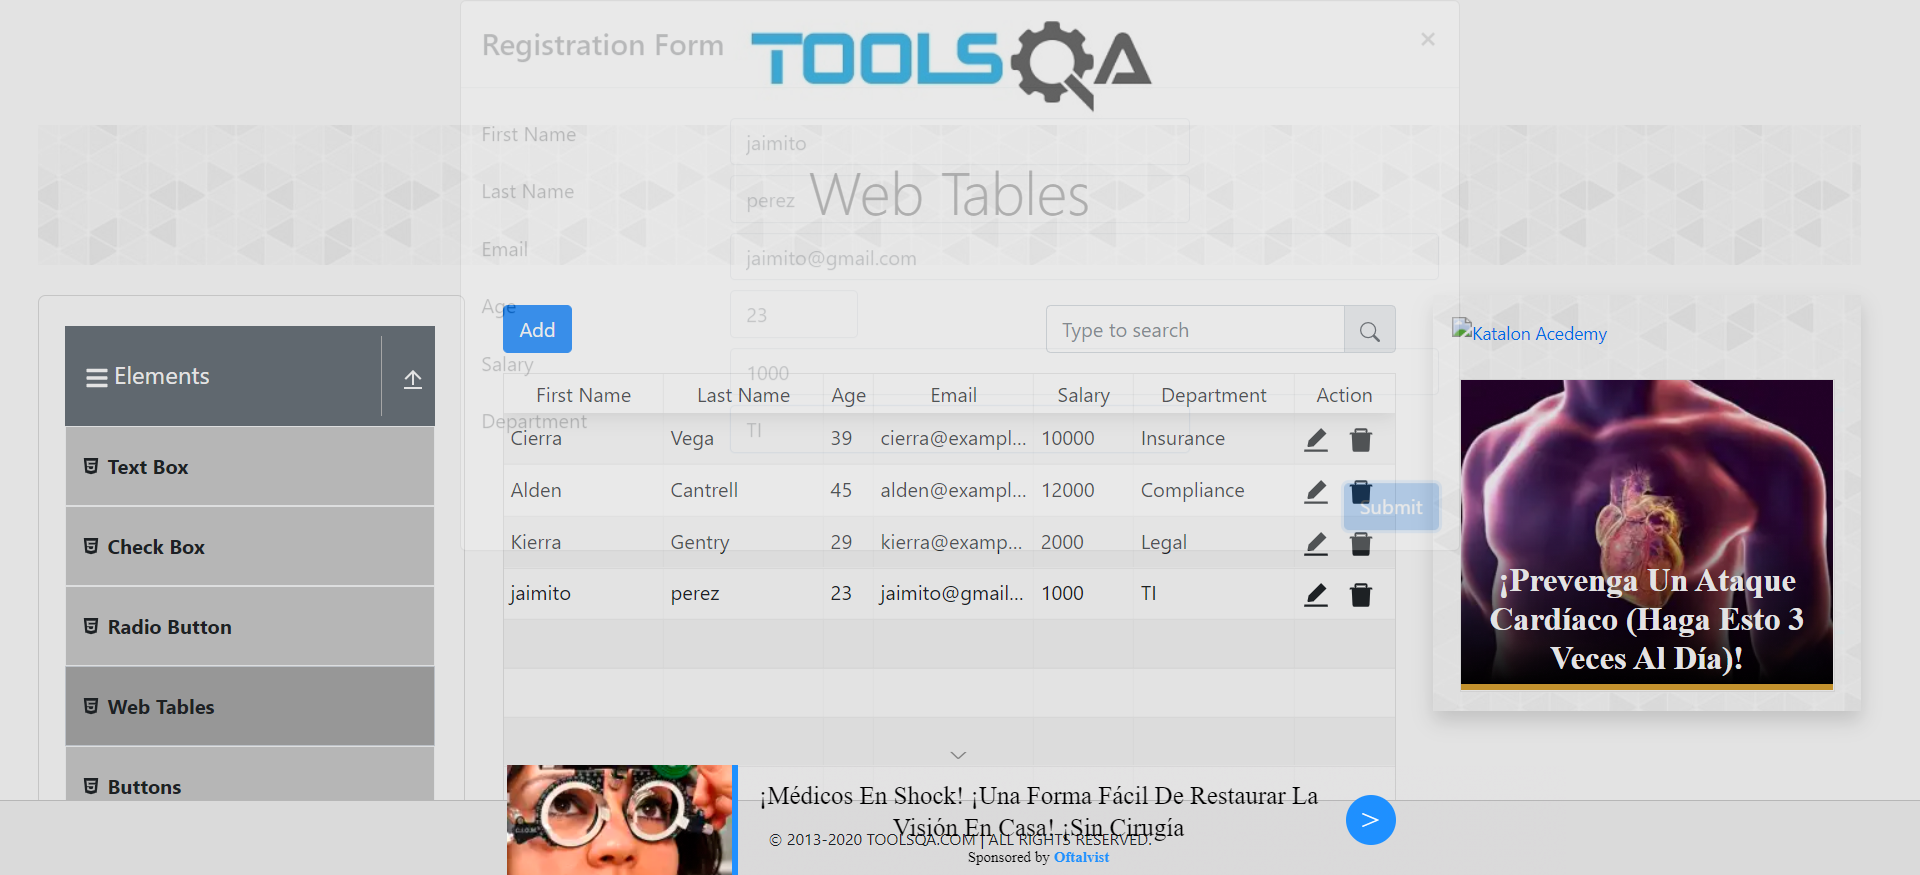 Registration Form
×
TOOLSQA
First Name
jaimito
Last Name
perez
Web Tables
Email
jaimito@gmail.com
Age
23
Salary
1000
Department
TI
Submit
Elements
Text Box
Check Box
Radio Button
Web Tables
Buttons
Add
Type to search
First Name Last Name Age Email Salary Department Action
Cierra Vega 39 cierra@exampl... 10000 Insurance
Alden Cantrell 45 alden@exampl... 12000 Compliance
Kierra Gentry 29 kierra@examp... 2000 Legal
jaimito perez 23 jaimito@gmail... 1000 TI
Katalon Acedemy
¡Prevenga Un Ataque
Cardíaco (Haga Esto 3
Veces Al Día)!
¡Médicos En Shock! ¡Una Forma Fácil De Restaurar La
Visión En Casa! ¡Sin Cirugía
© 2013-2020 TOOLSQA.COM | ALL RIGHTS RESERVED.
Sponsored by Oftalvist
>